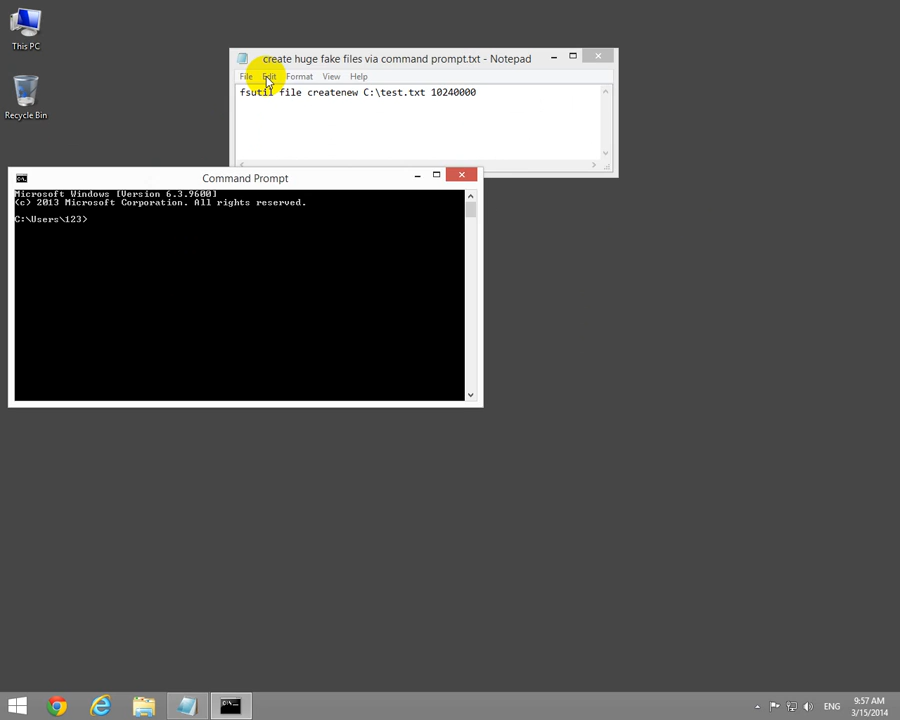 This PC
Recycle Bin
create huge fake files via command prompt.txt - Notepad
File Edit Format View Help
fsutil file createnew C:\test.txt 10240000
Command Prompt
Microsoft Windows [Version 6.3.9600]
(c) 2013 Microsoft Corporation. All rights reserved.
C:\Users\123>
ENG
9:57 AM
3/15/2014